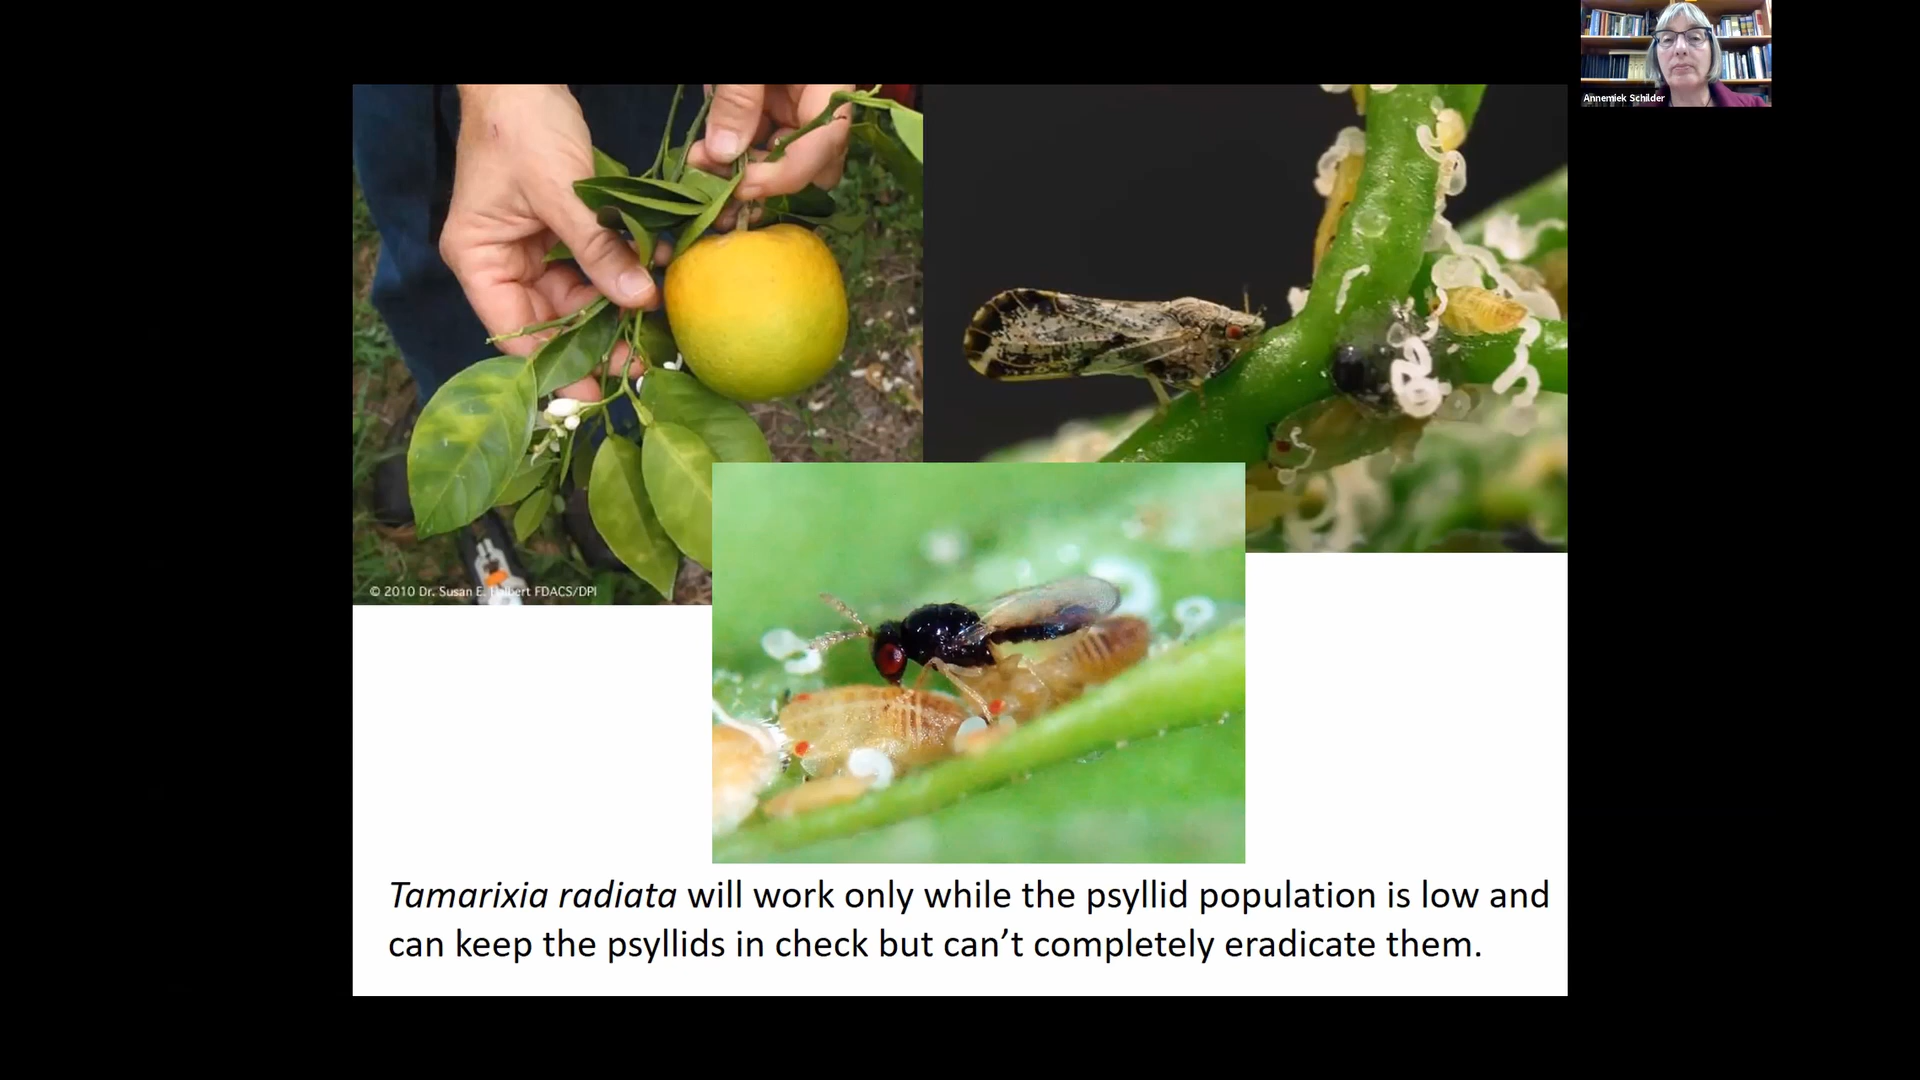 Annemiek Schilder
© 2010 Dr. Susan E. Halbert FDACS/DPI
Tamarixia radiata will work only while the psyllid population is low and
can keep the psyllids in check but can’t completely eradicate them.